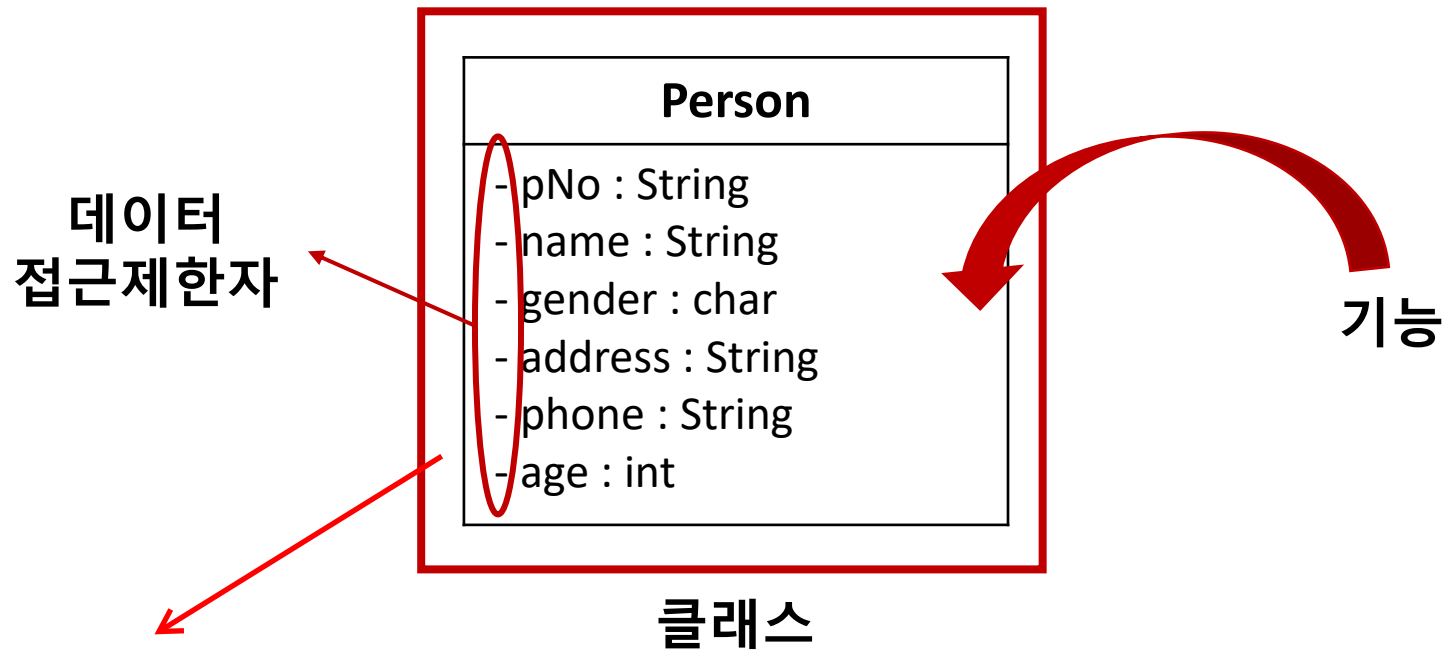 Person
- pNo : String
- name : String
- gender : char
- address : String
- phone : String
- age : int
데이터
접근제한자
기능
클래스